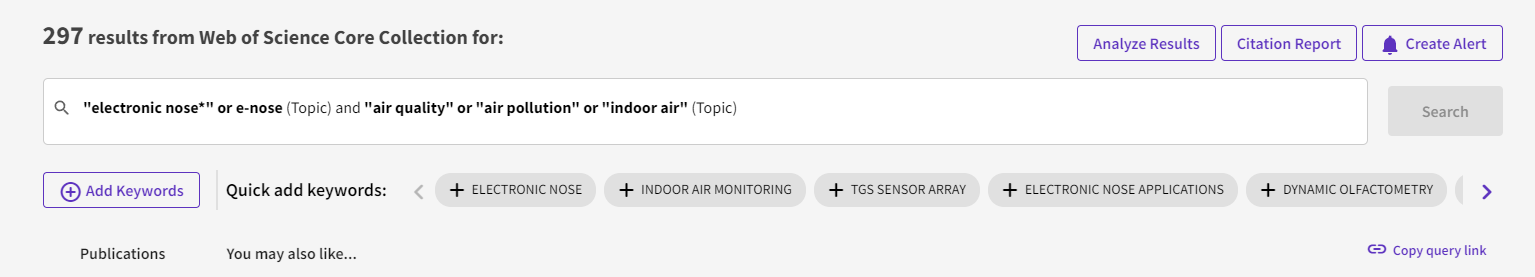 297 results from Web of Science Core Collection for:
Analyze Results
Citation Report
Create Alert
"electronic nose*" or e-nose (Topic) and "air quality" or "air pollution" or "indoor air" (Topic)
Search
Add Keywords
Quick add keywords:
ELECTRONIC NOSE
INDOOR AIR MONITORING
TGS SENSOR ARRAY
ELECTRONIC NOSE APPLICATIONS
DYNAMIC OLFACTOMETRY
Publications
You may also like...
Copy query link